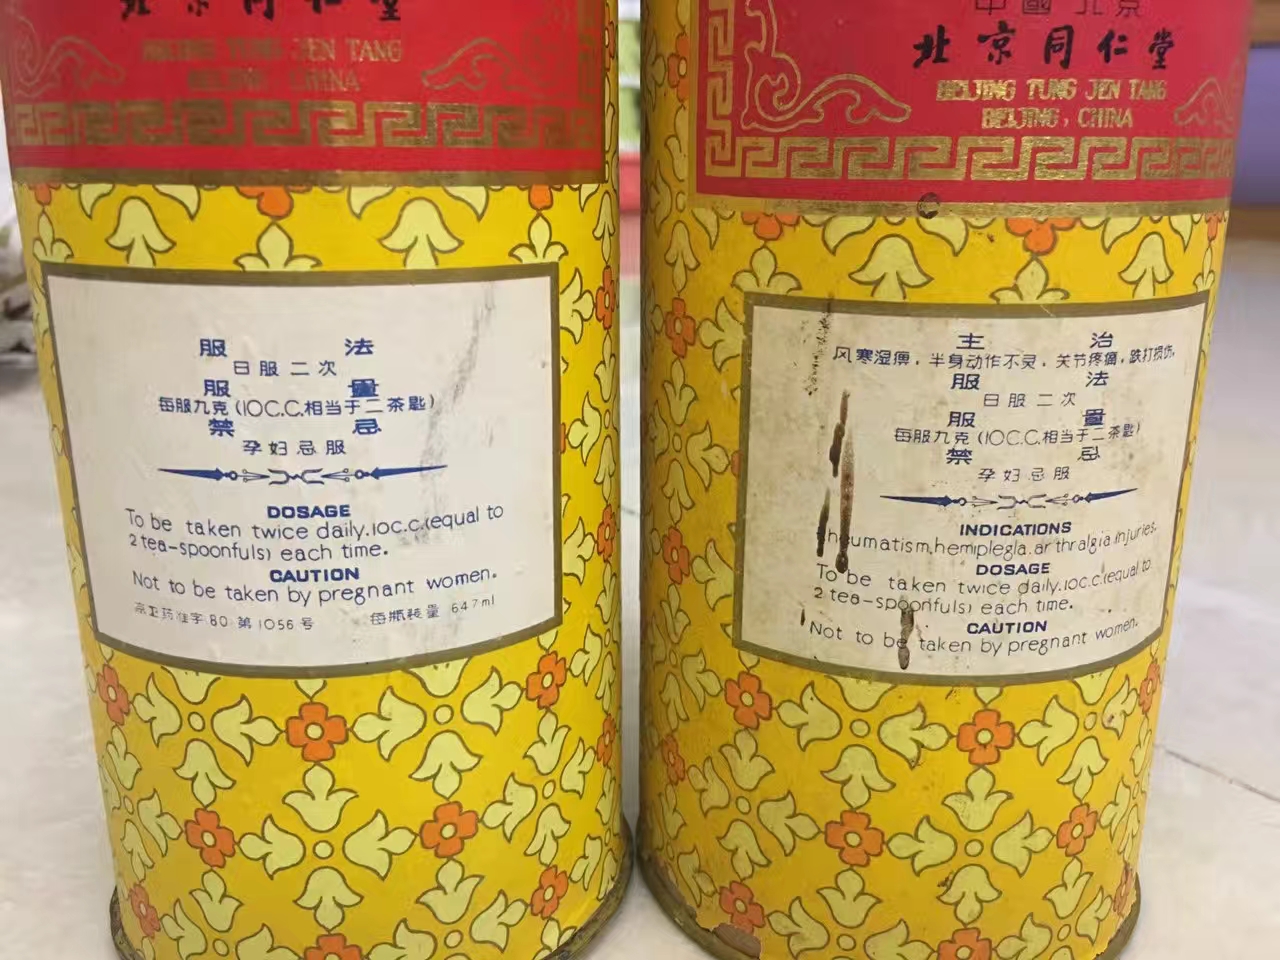 北京同仁堂
BEIJING TUNG JEN TANG
BEIJING, CHINA
服法
日服二次
服量
每服九克(10C.C.相当于二茶匙)
禁忌
孕妇忌服
DOSAGE
To be taken twice daily.10c.c.(equal to
2 tea-spoonfuls) each time.
CAUTION
Not to be taken by pregnant women.
京卫药准字80第1056号 每瓶装量 647ml
中國北京
北京同仁堂
BEIJING TUNG JEN TANG
BEIJING, CHINA
主治
风寒湿痹,半身动作不灵,关节疼痛,跌打损伤.
服法
日服二次
服量
每服九克(10C.C.相当于二茶匙)
禁忌
孕妇忌服
INDICATIONS
rheumatism,hemiplegla.arthralgia.injuries.
DOSAGE
To be taken twice daily.10c.c.(equal to
2 tea-spoonfuls) each time.
CAUTION
Not to be taken by pregnant women.